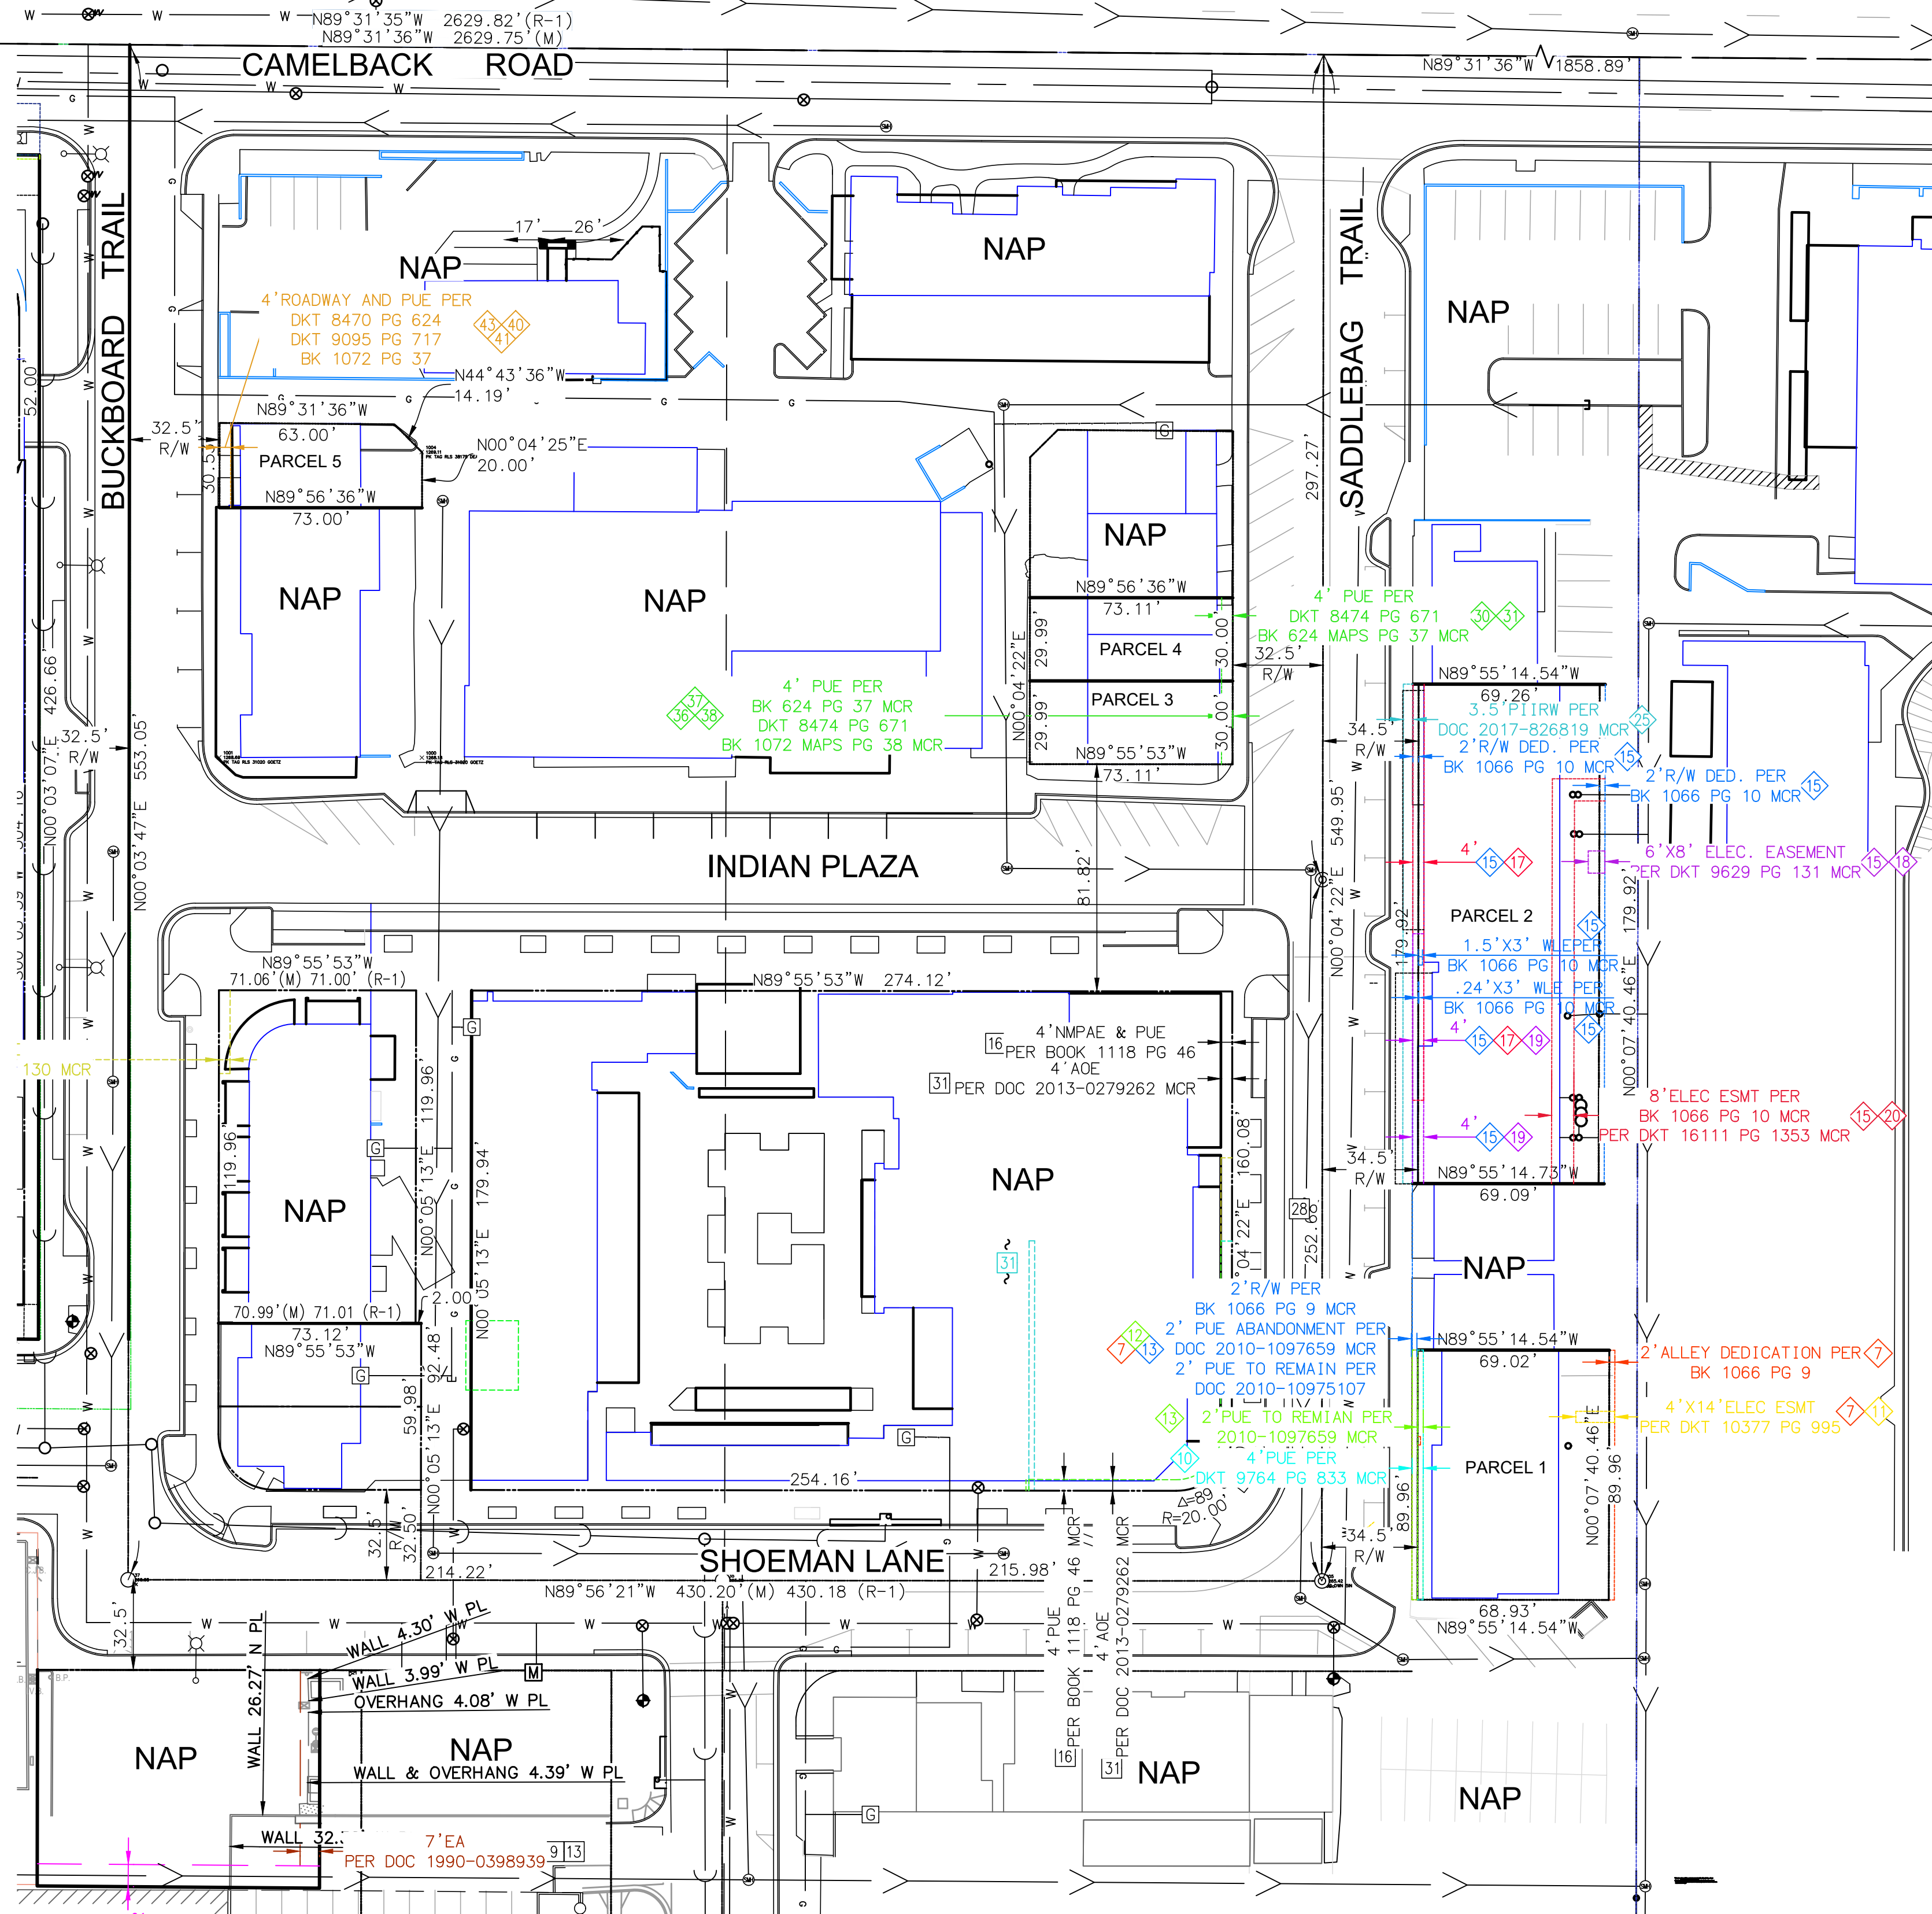 N89°31'35"W 2629.82'(R-1)
N89°31'36"W 2629.75'(M)
CAMELBACK ROAD
N89°31'36"W 1858.89'
BUCKBOARD TRAIL
SADDLEBAG TRAIL
17' 26'
NAP
NAP
NAP
4'ROADWAY AND PUE PER
DKT 8470 PG 624
DKT 9095 PG 717
BK 1072 PG 37
43 40
41
N44°43'36"W
14.19'
N89°31'36"W
63.00'
52.00'
32.5'
R/W
PARCEL 5
N00°04'25"E
20.00'
N89°56'36"W
73.00'
297.27'
NAP
NAP
NAP
N89°56'36"W
73.11'
4' PUE PER
DKT 8474 PG 671
BK 624 MAPS PG 37 MCR
30 31
N00°04'22"E
29.99'
30.00'
PARCEL 4
32.5'
R/W
29.99'
30.00'
PARCEL 3
N89°55'53"W
73.11'
4' PUE PER
BK 624 PG 37 MCR
DKT 8474 PG 671
BK 1072 MAPS PG 38 MCR
37
36 38
N00°03'07"E 426.66'
32.5'
R/W
N00°03'47"E 553.05'
N89°55'14.54"W
69.26'
3.5'PIIRW PER
DOC 2017-826819 MCR
25
34.5'
R/W
2'R/W DED. PER
BK 1066 PG 10 MCR
15
2'R/W DED. PER
BK 1066 PG 10 MCR
15
INDIAN PLAZA
81.82'
N00°04'22"E 549.95'
4'
15 17
6'X8' ELEC. EASEMENT
PER DKT 9629 PG 131 MCR
15 18
PARCEL 2
179.92'
15
1.5'X3' WLEPER
BK 1066 PG 10 MCR
.24'X3' WLE PER
BK 1066 PG 10 MCR
15
N00°07'40.46"E 179.92'
4'
15 17 19
8'ELEC ESMT PER
BK 1066 PG 10 MCR
PER DKT 16111 PG 1353 MCR
15 20
4'
15 19
34.5'
R/W
N89°55'14.73"W
69.09'
N89°55'53"W
71.06'(M) 71.00' (R-1)
N89°55'53"W 274.12'
16
4'NMPAE & PUE
PER BOOK 1118 PG 46
4'AOE
31
PER DOC 2013-0279262 MCR
130 MCR
119.96'
N00°05'13"E 119.96'
N00°05'13"E 179.94'
NAP
NAP
160.08'
28
252.68'
31
NAP
70.99'(M) 71.01 (R-1)
2.00'
73.12'
N89°55'53"W
2'R/W PER
BK 1066 PG 9 MCR
2' PUE ABANDONMENT PER
DOC 2010-1097659 MCR
2' PUE TO REMAIN PER
DOC 2010-10975107
12
7 13
N89°55'14.54"W
69.02'
2'ALLEY DEDICATION PER
BK 1066 PG 9
7
4'X14'ELEC ESMT
PER DKT 10377 PG 995
7 11
13
2'PUE TO REMIAN PER
2010-1097659 MCR
10
4'PUE PER
DKT 9764 PG 833 MCR
59.98'
N00°05'13"E 92.48'
PARCEL 1
N00°07'40.46"E
89.96
89.96'
254.16'
R=20.00'
32.5'
R/W
32.50'
SHOEMAN LANE
214.22'
215.98'
N89°56'21"W 430.20'(M) 430.18 (R-1)
34.5'
R/W
68.93'
N89°55'14.54"W
32.5'
WALL 4.30' W PL
WALL 3.99' W PL
OVERHANG 4.08' W PL
WALL & OVERHANG 4.39' W PL
WALL 26.27' N PL
M
4'PUE
PER BOOK 1118 PG 46 MCR
16
4'AOE
PER DOC 2013-0279262 MCR
31
NAP
NAP
NAP
NAP
7'EA
PER DOC 1990-0398939
9 13